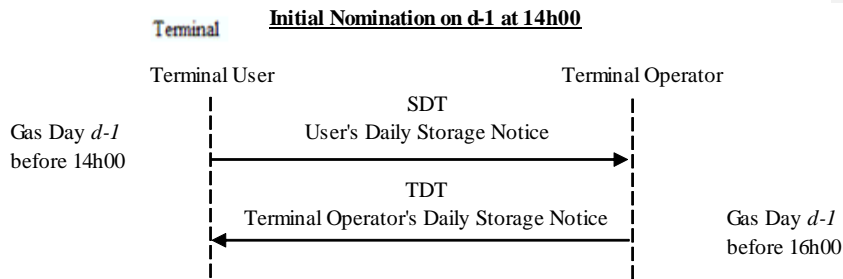 Initial Nomination on d-1 at 14h00
Terminal
Terminal User
Terminal Operator
SDT
User's Daily Storage Notice
Gas Day d-1
before 14h00
TDT
Terminal Operator's Daily Storage Notice
Gas Day d-1
before 16h00